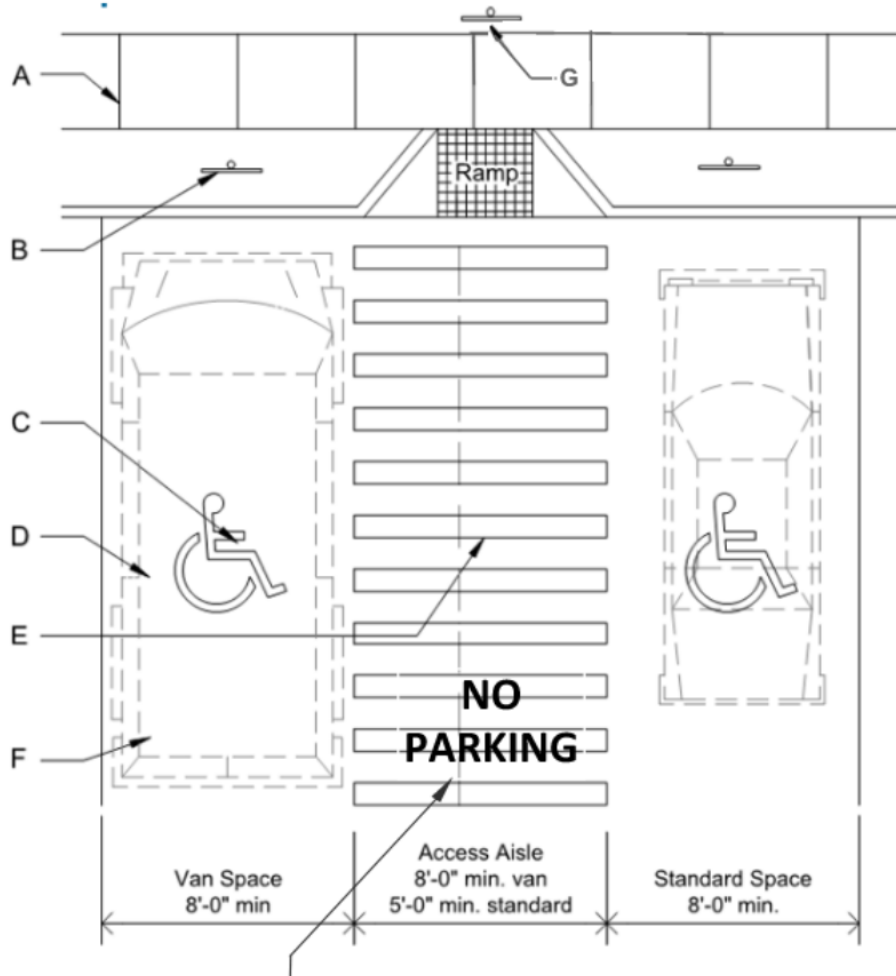 A
G
Ramp
B
C
D
E
NO
PARKING
F
Access Aisle
Van Space
8'-0" min. van
Standard Space
8'-0" min
5'-0" min. standard
8'-0" min.